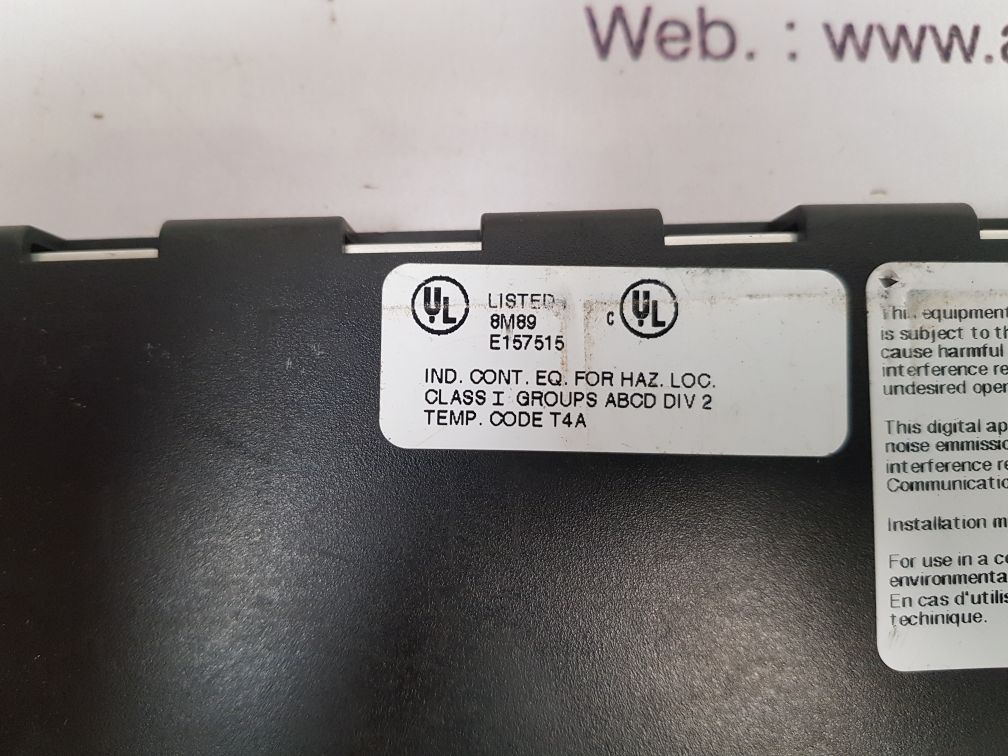 Web. : www.a
UL LISTED
8M89
E157515
C UL
IND. CONT. EQ. FOR HAZ. LOC.
CLASS I GROUPS ABCD DIV 2
TEMP. CODE T4A
equipment
is subject to th
cause harmful
interference re
undesired oper
This digital ap
noise emmissio
interference re
Communicatio
Installation m
For use in a co
environmenta
En cas d'utilis
techinique.